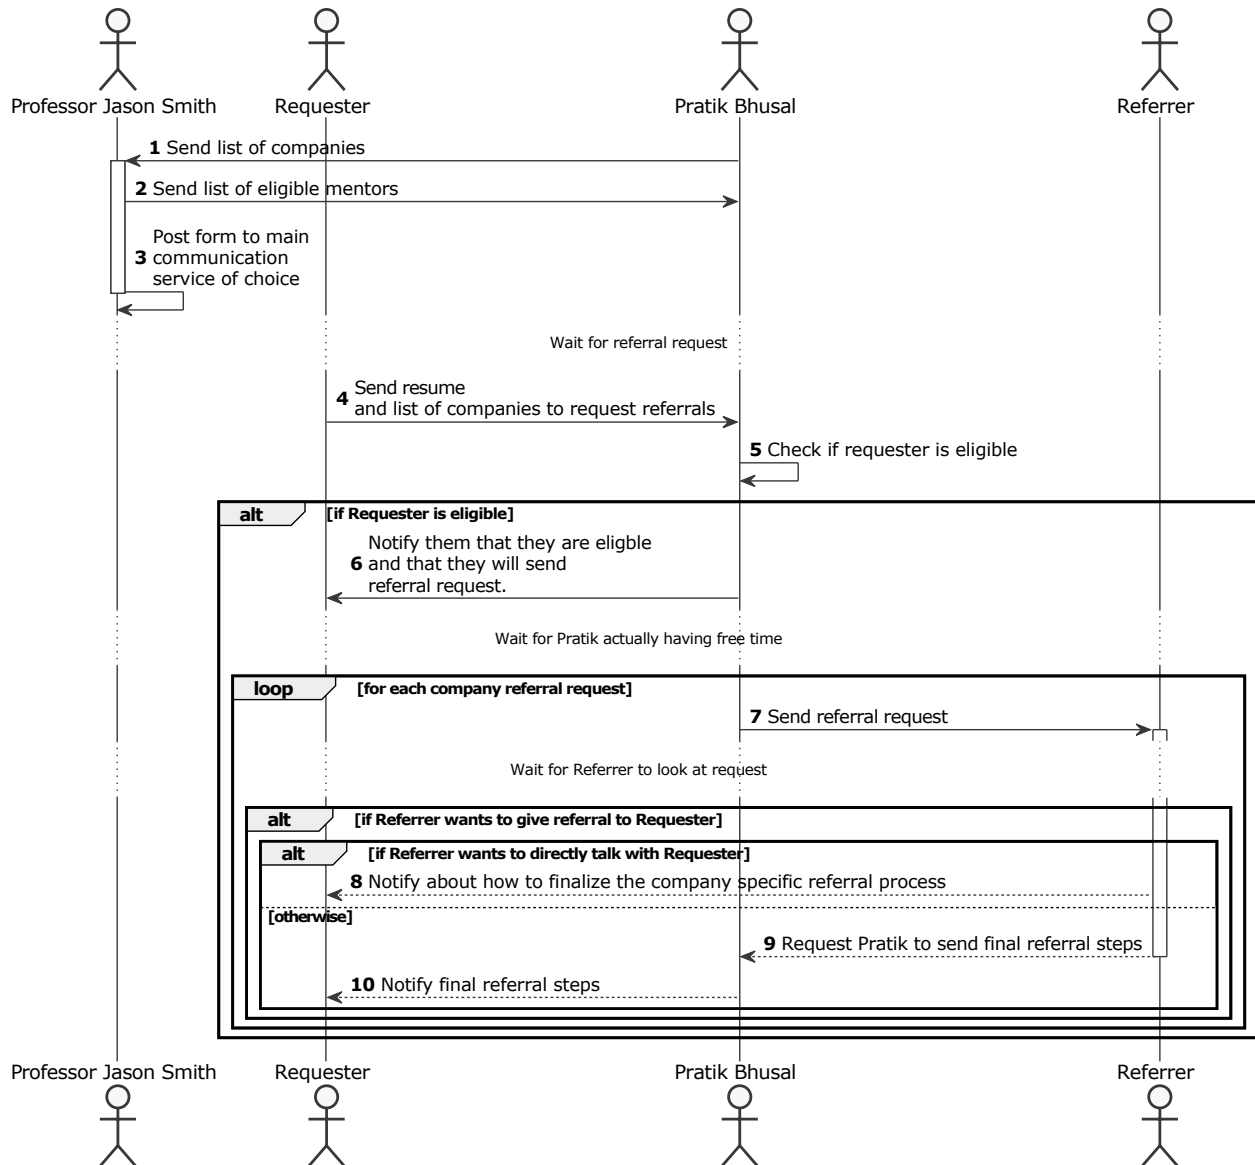 Professor Jason Smith
Requester
Pratik Bhusal
Referrer
1 Send list of companies
2 Send list of eligible mentors
Post form to main
3 communication
service of choice
Wait for referral request
Send resume
4 and list of companies to request referrals
5 Check if requester is eligible
alt [if Requester is eligible]
Notify them that they are eligble
6 and that they will send
referral request.
Wait for Pratik actually having free time
loop [for each company referral request]
7 Send referral request
Wait for Referrer to look at request
alt [if Referrer wants to give referral to Requester]
alt [if Referrer wants to directly talk with Requester]
8 Notify about how to finalize the company specific referral process
[otherwise]
9 Request Pratik to send final referral steps
10 Notify final referral steps
Professor Jason Smith
Requester
Pratik Bhusal
Referrer